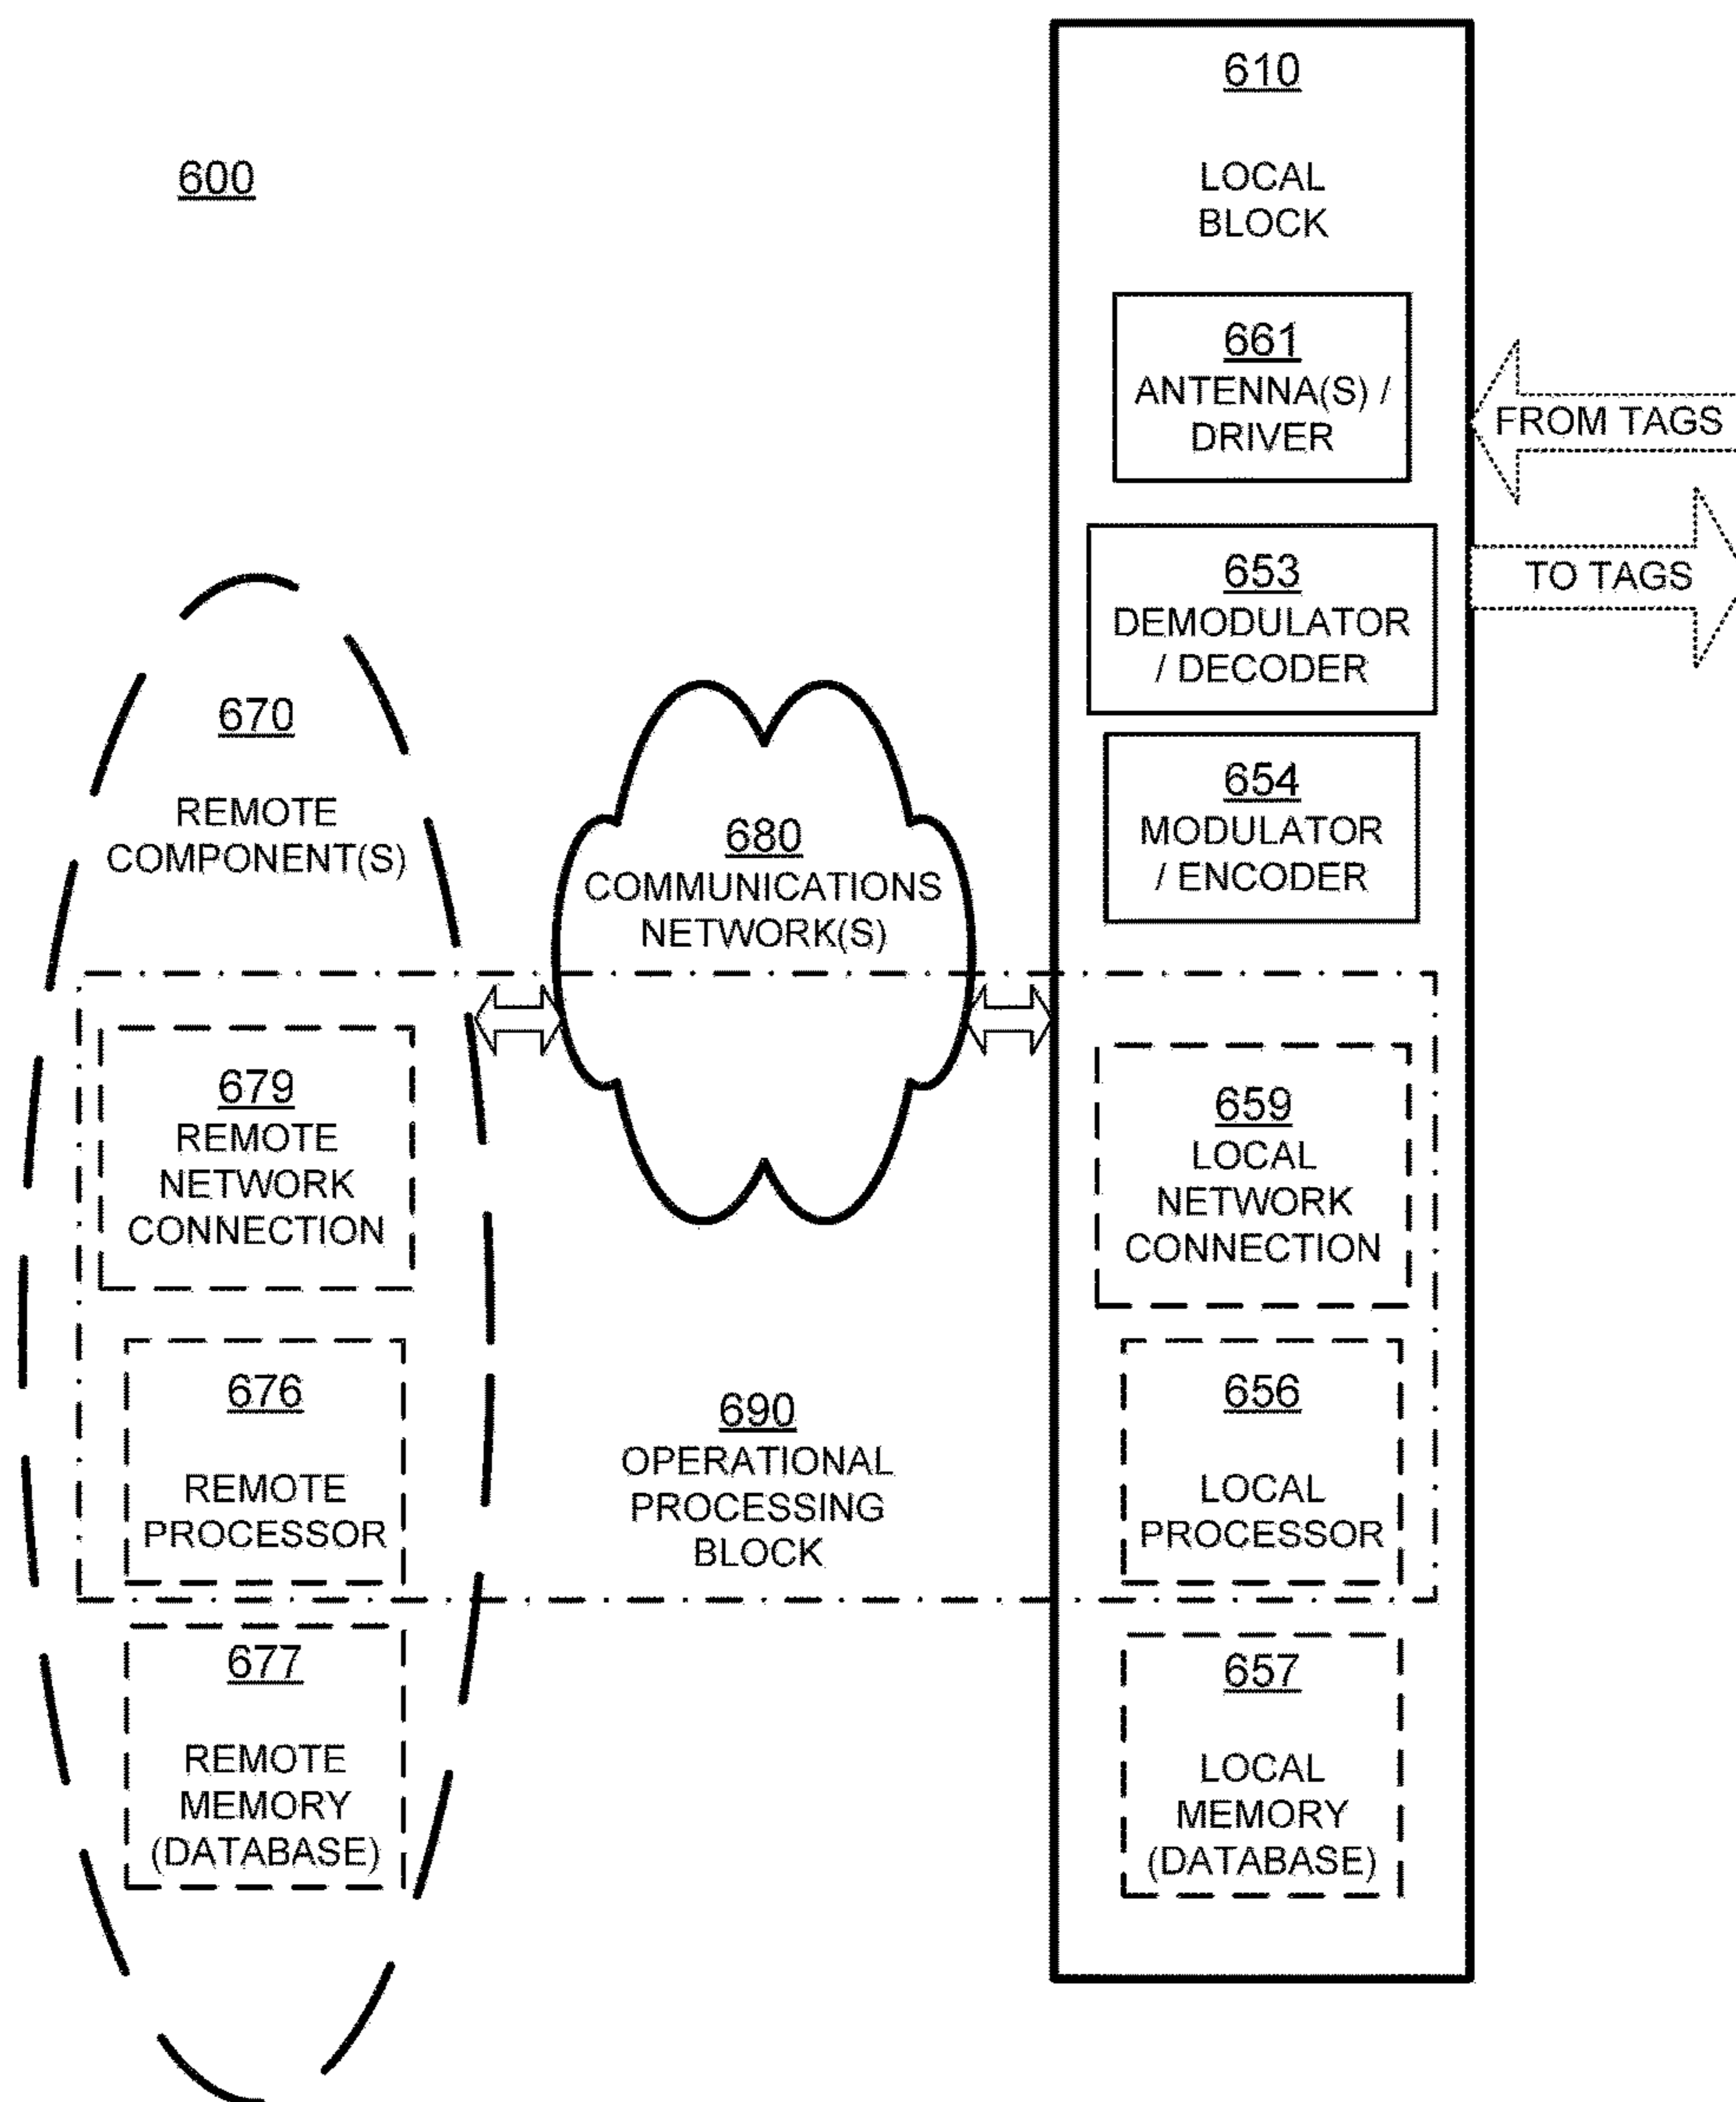 600
610
LOCAL
BLOCK
661
ANTENNA(S) /
DRIVER
FROM TAGS
653
DEMODULATOR
/ DECODER
TO TAGS
654
MODULATOR
/ ENCODER
670
REMOTE
COMPONENT(S)
680
COMMUNICATIONS
NETWORK(S)
679
REMOTE
NETWORK
CONNECTION
659
LOCAL
NETWORK
CONNECTION
676
REMOTE
PROCESSOR
690
OPERATIONAL
PROCESSING
BLOCK
656
LOCAL
PROCESSOR
677
REMOTE
MEMORY
(DATABASE)
657
LOCAL
MEMORY
(DATABASE)